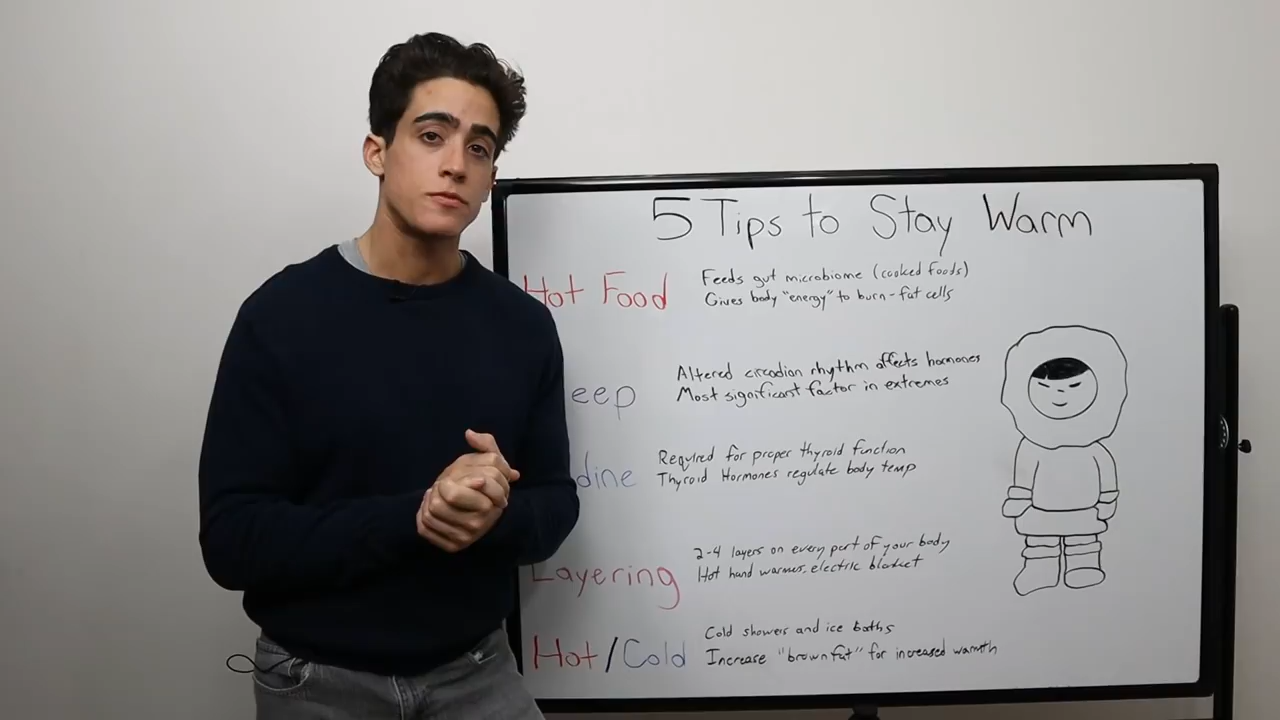 5 Tips to Stay Warm
Hot Food
Feeds gut microbiome (cooked foods)
Gives body "energy" to burn-fat cells
eep
Altered circadian rhythm affects hormones
Most significant factor in extremes
dine
Required for proper thyroid function
Thyroid Hormones regulate body temp
Layering
2-4 layers on every part of your body
Hot hand warmers, electric blanket
Hot/Cold
Cold showers and ice baths
Increase "brown fat" for increased warmth